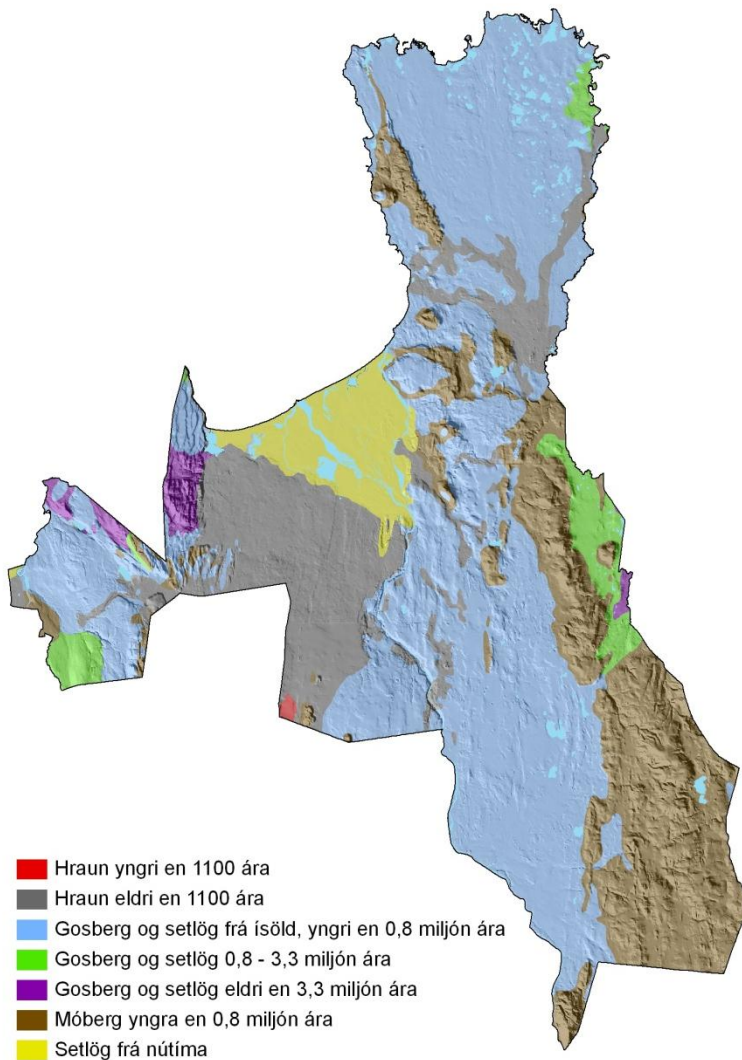 Hraun yngri en 1100 ára
Hraun eldri en 1100 ára
Gosberg og setlög frá ísöld, yngri en 0,8 miljón ára
Gosberg og setlög 0,8 - 3,3 miljón ára
Gosberg og setlög eldri en 3,3 miljón ára
Móberg yngra en 0,8 miljón ára
Setlög frá nútíma